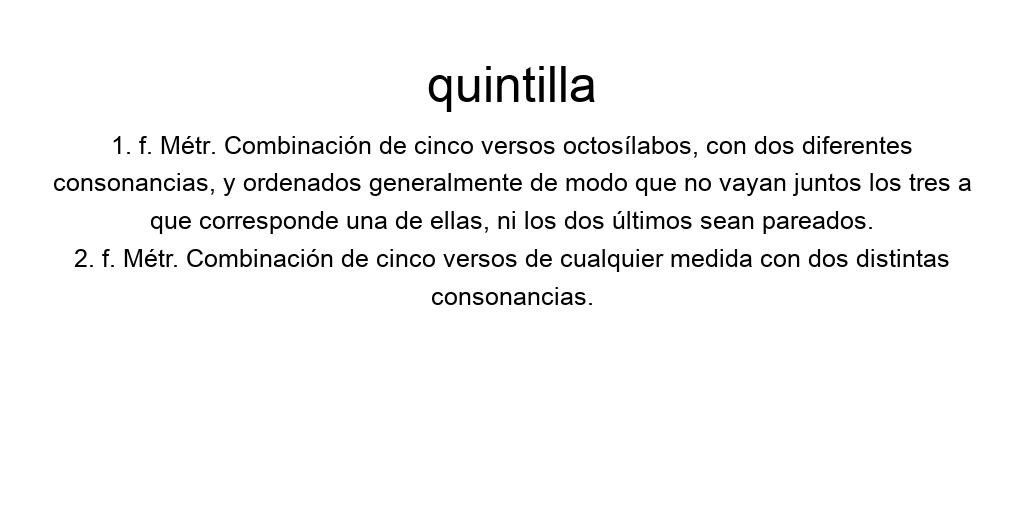 quintilla
1. f. Métr. Combinación de cinco versos octosílabos, con dos diferentes
consonancias, y ordenados generalmente de modo que no vayan juntos los tres a
que corresponde una de ellas, ni los dos últimos sean pareados.
2. f. Métr. Combinación de cinco versos de cualquier medida con dos distintas
consonancias.